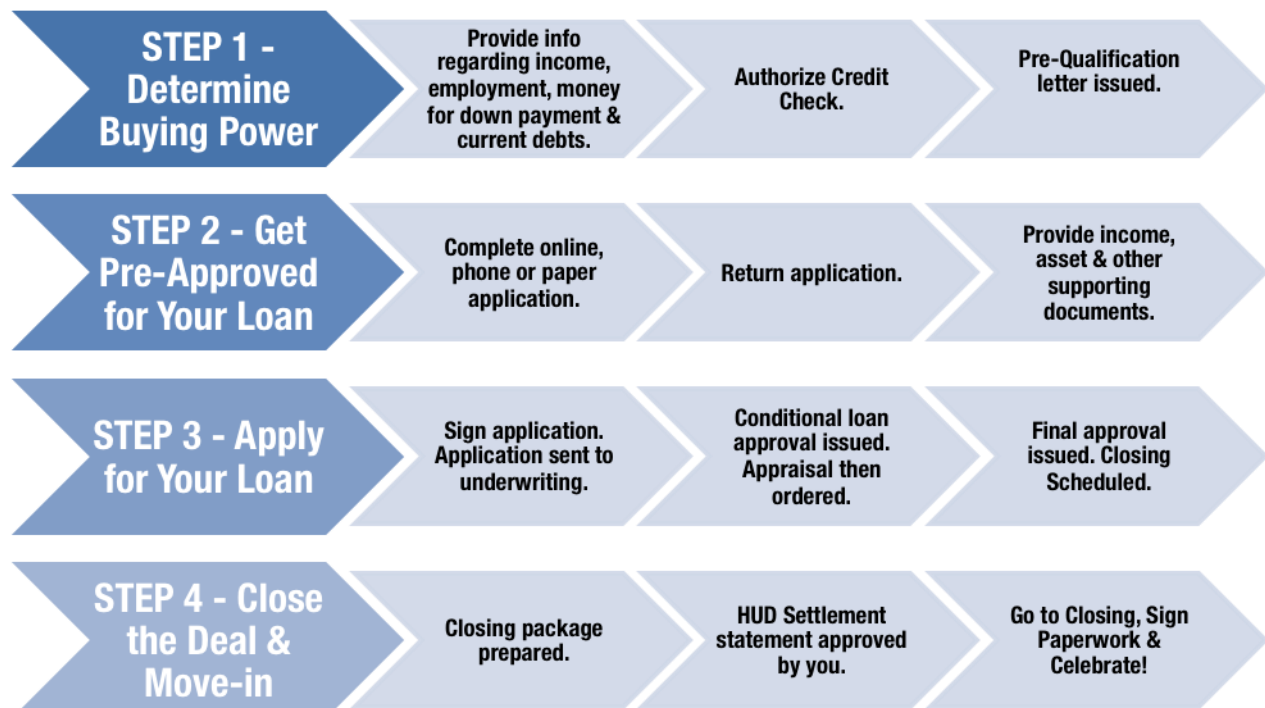 STEP 1 -
Determine
Buying Power
Provide info
regarding income,
employment, money
for down payment &
current debts.
Authorize Credit
Check.
Pre-Qualification
letter issued.
STEP 2 - Get
Pre-Approved
for Your Loan
Complete online,
phone or paper
application.
Return application.
Provide income,
asset & other
supporting
documents.
STEP 3 - Apply
for Your Loan
Sign application.
Application sent to
underwriting.
Conditional loan
approval issued.
Appraisal then
ordered.
Final approval
issued. Closing
Scheduled.
STEP 4 - Close
the Deal &
Move-in
Closing package
prepared.
HUD Settlement
statement approved
by you.
Go to Closing, Sign
Paperwork &
Celebrate!